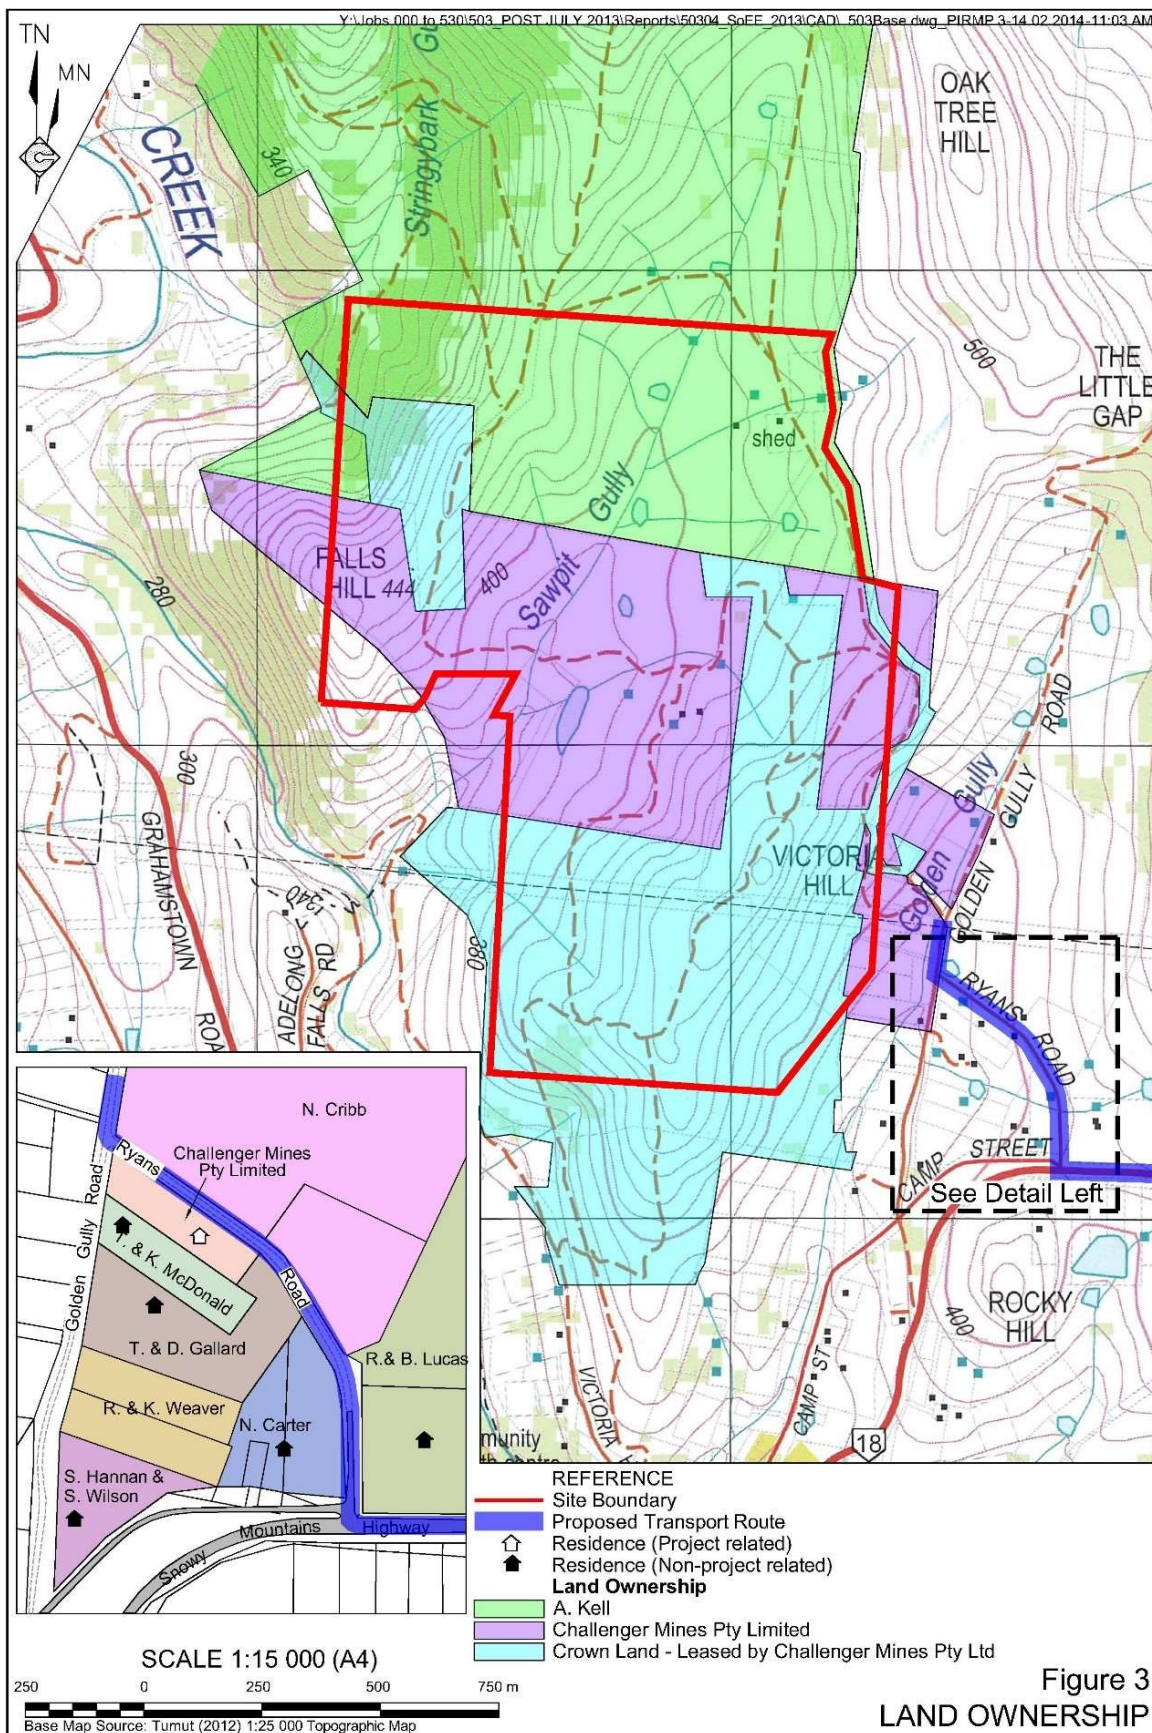 Y:\Jobs 000 to 530\503_POST JULY 2013\Reports\50304_SoEE_2013\CAD\_503Base.dwg_PIRMP 3-14.02.2014-11:03 AM
TN
MN
CREEK
340
Stringybark
Gu
OAK
TREE
HILL
500
THE
LITTLE
GAP
shed
Gully
Sawpit
FALLS
HILL 444
400
280
300
GRAHAMSTOWN
ROA
1340
ADELONG
FALLS RD
380
VICTORIA
HILL
Golden
Gully
GOLDEN
GULLY
ROAD
RYANS
ROAD
CAMP
STREET
See Detail Left
ROCKY
HILL
400
CAMP ST
18
VICTORIA
munity
N. Cribb
Challenger Mines
Pty Limited
Ryans
Road
Golden Gully Road
T. & K. McDonald
T. & D. Gallard
R.& B. Lucas
R. & K. Weaver
N. Carter
S. Hannan &
S. Wilson
Snowy Mountains Highway
REFERENCE
Site Boundary
Proposed Transport Route
Residence (Project related)
Residence (Non-project related)
Land Ownership
A. Kell
Challenger Mines Pty Limited
Crown Land - Leased by Challenger Mines Pty Ltd
SCALE 1:15 000 (A4)
250 0 250 500 750 m
Base Map Source: Tumut (2012) 1:25 000 Topographic Map
Figure 3
LAND OWNERSHIP